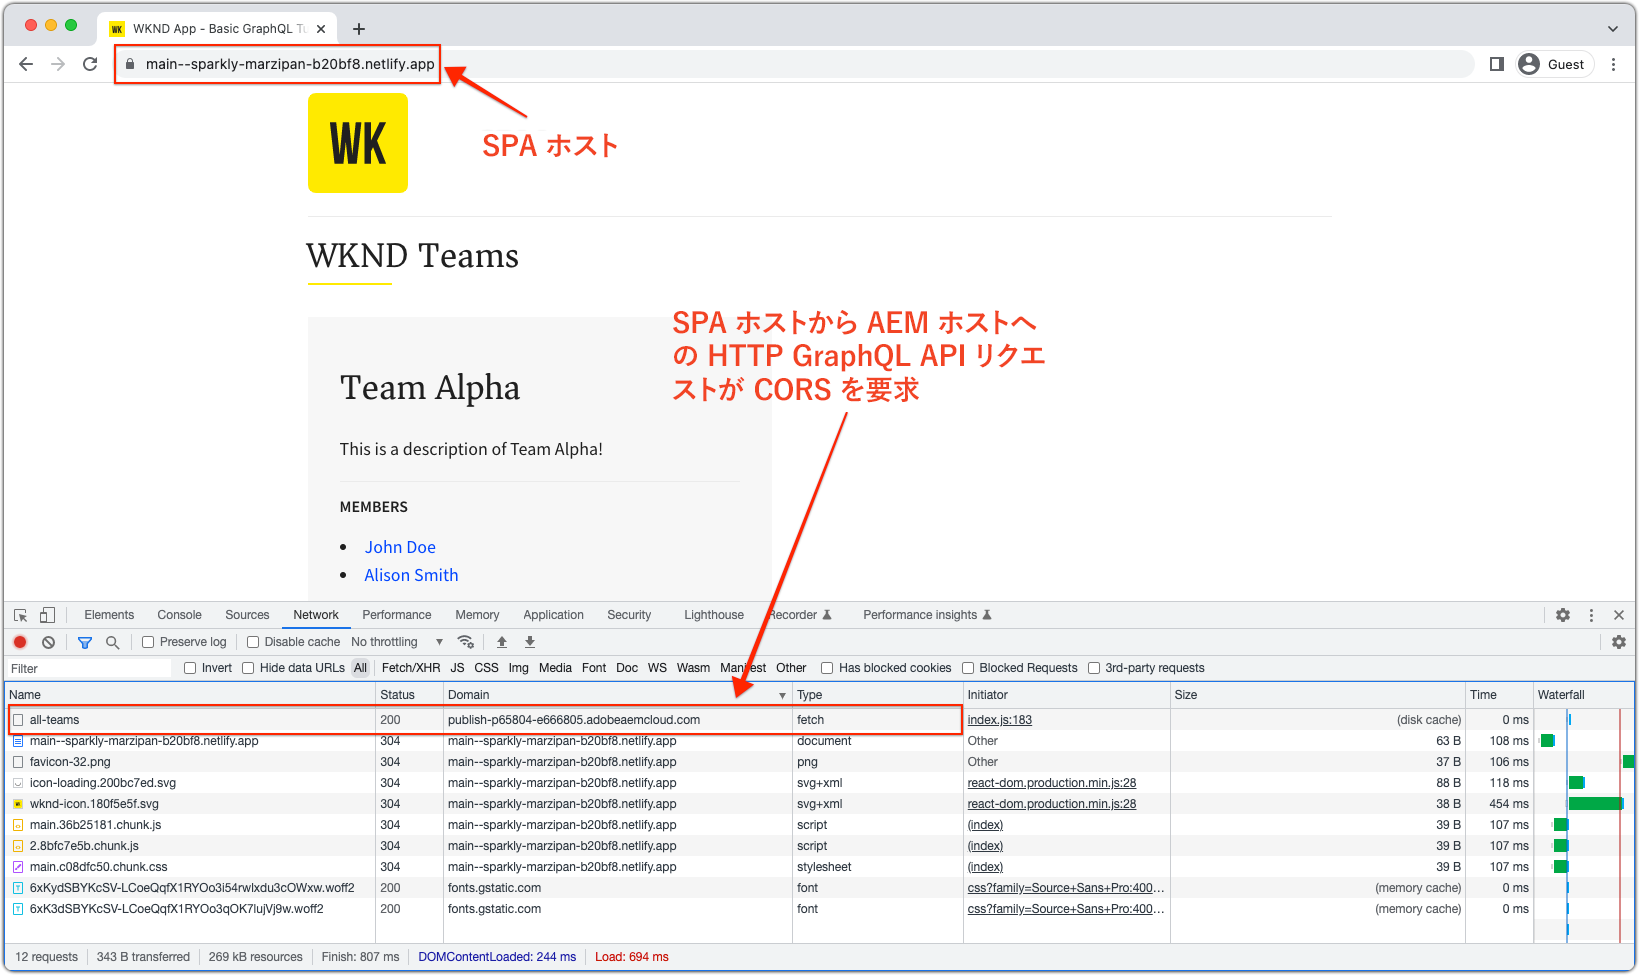 WK WKND App - Basic GraphQL Tu
main--sparkly-marzipan-b20bf8.netlify.app
Guest
WK
SPA ホスト
WKND Teams
SPA ホストから AEM ホストへ
の HTTP GraphQL API リクエ
ストが CORS を要求
Team Alpha
This is a description of Team Alpha!
MEMBERS
John Doe
Alison Smith
Elements Console Sources Network Performance Memory Application Security Lighthouse Recorder Performance insights
Preserve log Disable cache No throttling
Filter Invert Hide data URLs All Fetch/XHR JS CSS Img Media Font Doc WS Wasm Manifest Other Has blocked cookies Blocked Requests 3rd-party requests
Name Status Domain Type Initiator Size Time Waterfall
all-teams 200 publish-p65804-e666805.adobeaemcloud.com fetch index.js:183 (disk cache) 0 ms
main--sparkly-marzipan-b20bf8.netlify.app 304 main--sparkly-marzipan-b20bf8.netlify.app document Other 63 B 108 ms
favicon-32.png 304 main--sparkly-marzipan-b20bf8.netlify.app png Other 37 B 106 ms
icon-loading.200bc7ed.svg 304 main--sparkly-marzipan-b20bf8.netlify.app svg+xml react-dom.production.min.js:28 88 B 118 ms
wknd-icon.180f5e5f.svg 304 main--sparkly-marzipan-b20bf8.netlify.app svg+xml react-dom.production.min.js:28 38 B 454 ms
main.36b25181.chunk.js 304 main--sparkly-marzipan-b20bf8.netlify.app script (index) 39 B 107 ms
2.8bfc7e5b.chunk.js 304 main--sparkly-marzipan-b20bf8.netlify.app script (index) 39 B 107 ms
main.c08dfc50.chunk.css 304 main--sparkly-marzipan-b20bf8.netlify.app stylesheet (index) 39 B 107 ms
6xKydSBYKcSV-LCoeQqfX1RYOo3i54rwlxdu3cOWxw.woff2 200 fonts.gstatic.com font css?family=Source+Sans+Pro:400... (memory cache) 0 ms
6xK3dSBYKcSV-LCoeQqfX1RYOo3qOK7lujVj9w.woff2 200 fonts.gstatic.com font css?family=Source+Sans+Pro:400... (memory cache) 0 ms
12 requests 343 B transferred 269 kB resources Finish: 807 ms DOMContentLoaded: 244 ms Load: 694 ms